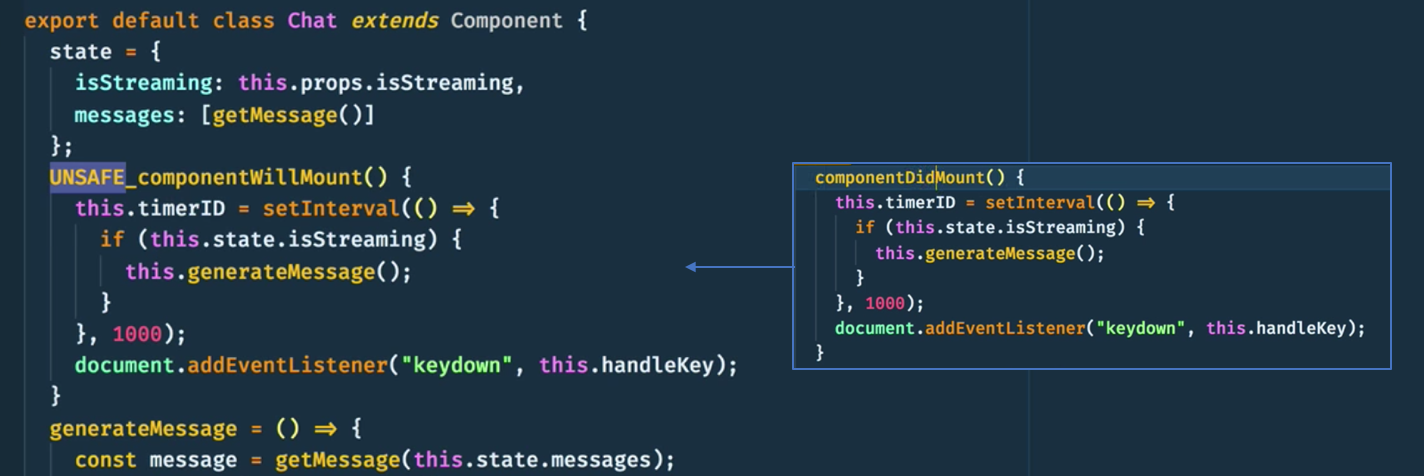 export default class Chat extends Component {
state = {
isStreaming: this.props.isStreaming,
messages: [getMessage()]
};
UNSAFE_componentWillMount() {
this.timerID = setInterval(() => {
if (this.state.isStreaming) {
this.generateMessage();
}
}, 1000);
document.addEventListener("keydown", this.handleKey);
}
generateMessage = () => {
const message = getMessage(this.state.messages);
componentDidMount() {
this.timerID = setInterval(() => {
if (this.state.isStreaming) {
this.generateMessage();
}
}, 1000);
document.addEventListener("keydown", this.handleKey);
}